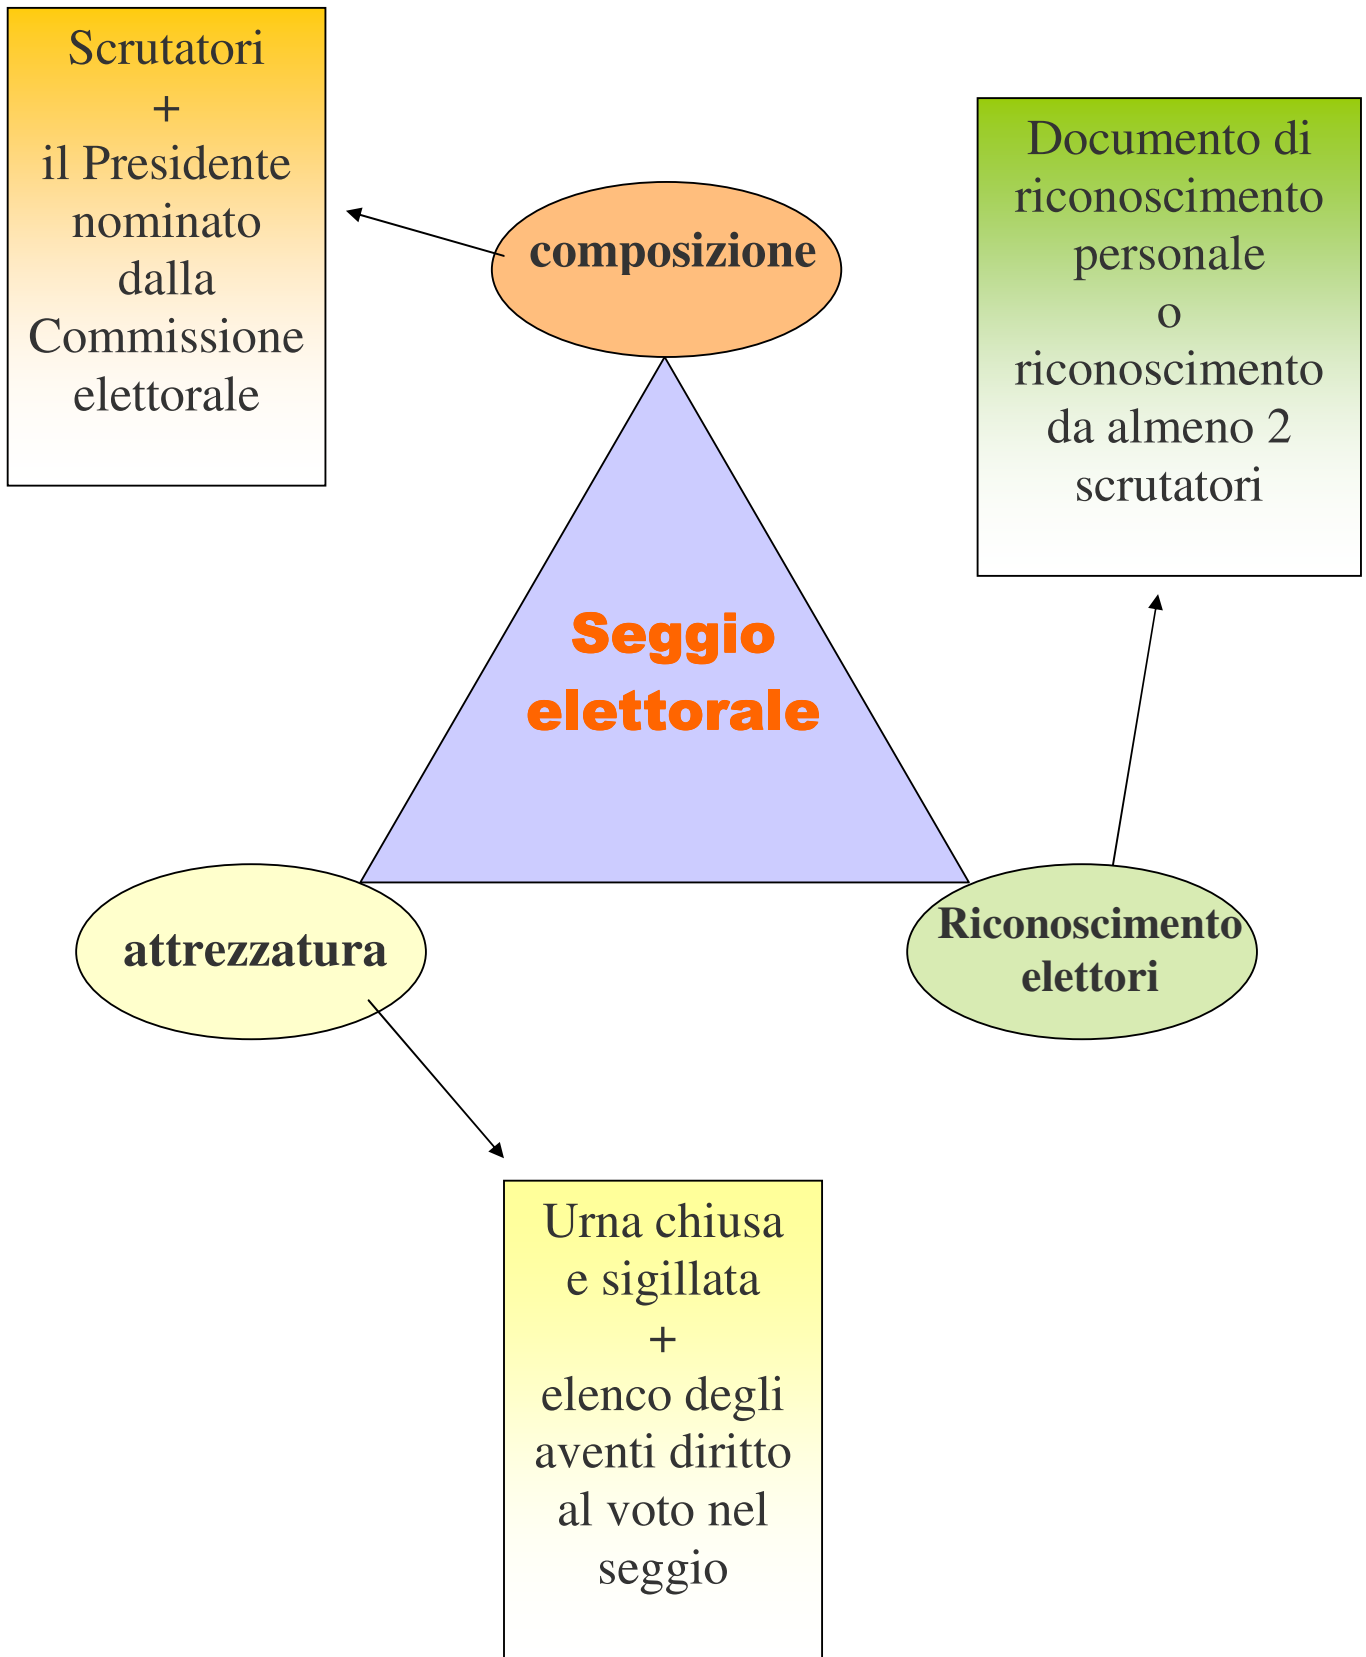 Scrutatori
+
il Presidente
nominato
dalla
Commissione
elettorale
composizione
Documento di
riconoscimento
personale
o
riconoscimento
da almeno 2
scrutatori
Seggio
elettorale
attrezzatura
Riconoscimento
elettori
Urna chiusa
e sigillata
+
elenco degli
aventi diritto
al voto nel
seggio